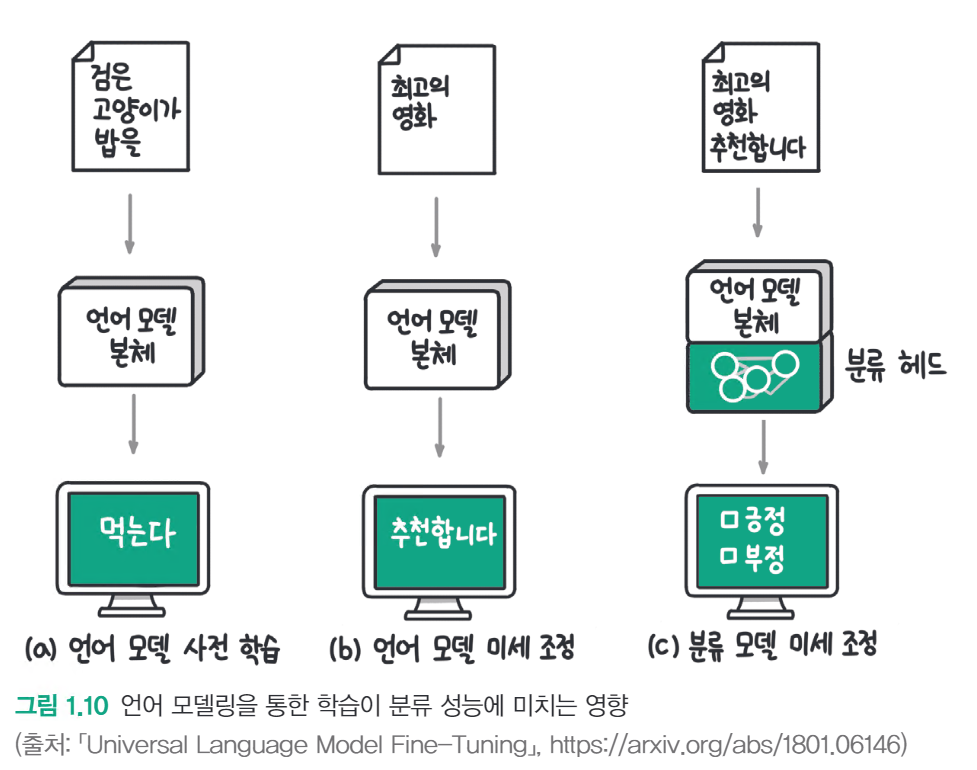 검은
고양이가
밥을
언어 모델
본체
먹는다
(a) 언어 모델 사전 학습
최고의
영화
언어 모델
본체
추천합니다
(b) 언어 모델 미세 조정
최고의
영화
추천합니다
언어 모델
본체
분류 헤드
□ 긍정
□ 부정
(c) 분류 모델 미세 조정
그림 1.10 언어 모델링을 통한 학습이 분류 성능에 미치는 영향
(출처: 「Universal Language Model Fine-Tuning」, https://arxiv.org/abs/1801.06146)